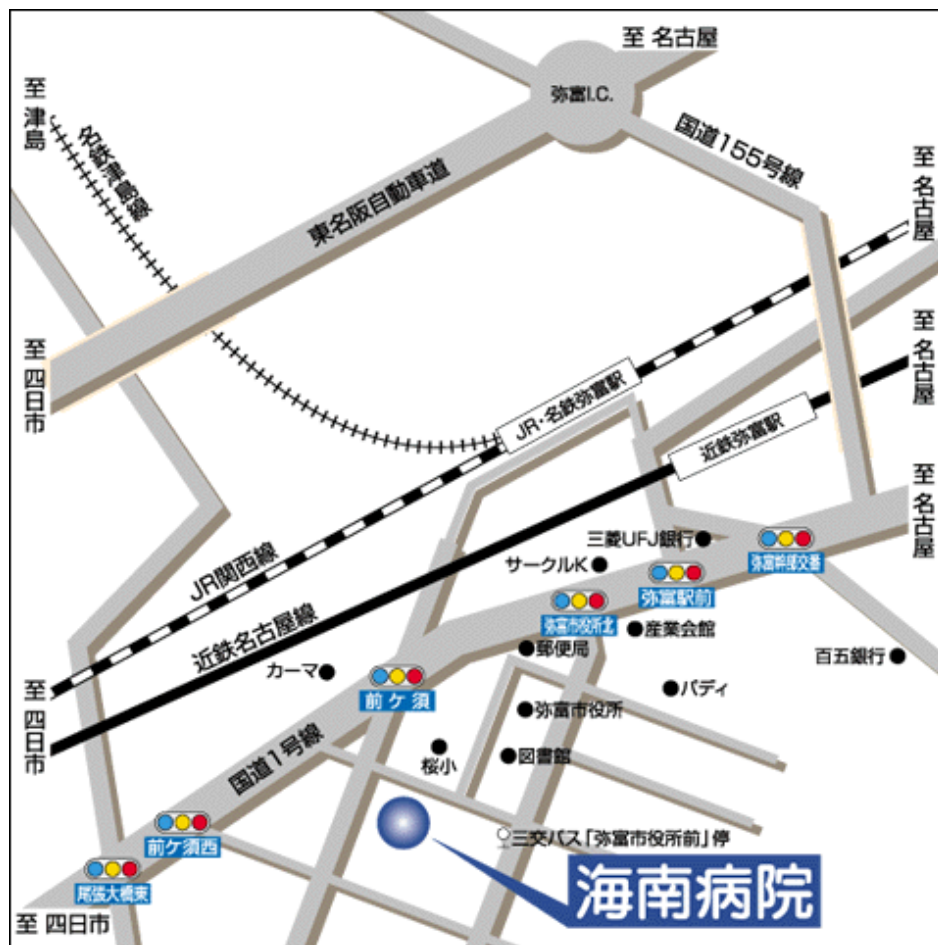 至 名古屋
弥富I.C.
至 津島
名鉄津島線
国道155号線
東名阪自動車道
至 名古屋
至 四日市
至 名古屋
JR・名鉄弥富駅
近鉄弥富駅
至 名古屋
JR関西線
三菱UFJ銀行
弥富幹部交番
サークルK
弥富駅前
弥富市役所北
近鉄名古屋線
産業会館
郵便局
百五銀行
カーマ
前ケ須
パディ
至 四日市
弥富市役所
国道1号線
桜小
図書館
前ケ須西
三交バス「弥富市役所前」停
尾張大橋東
海南病院
至 四日市